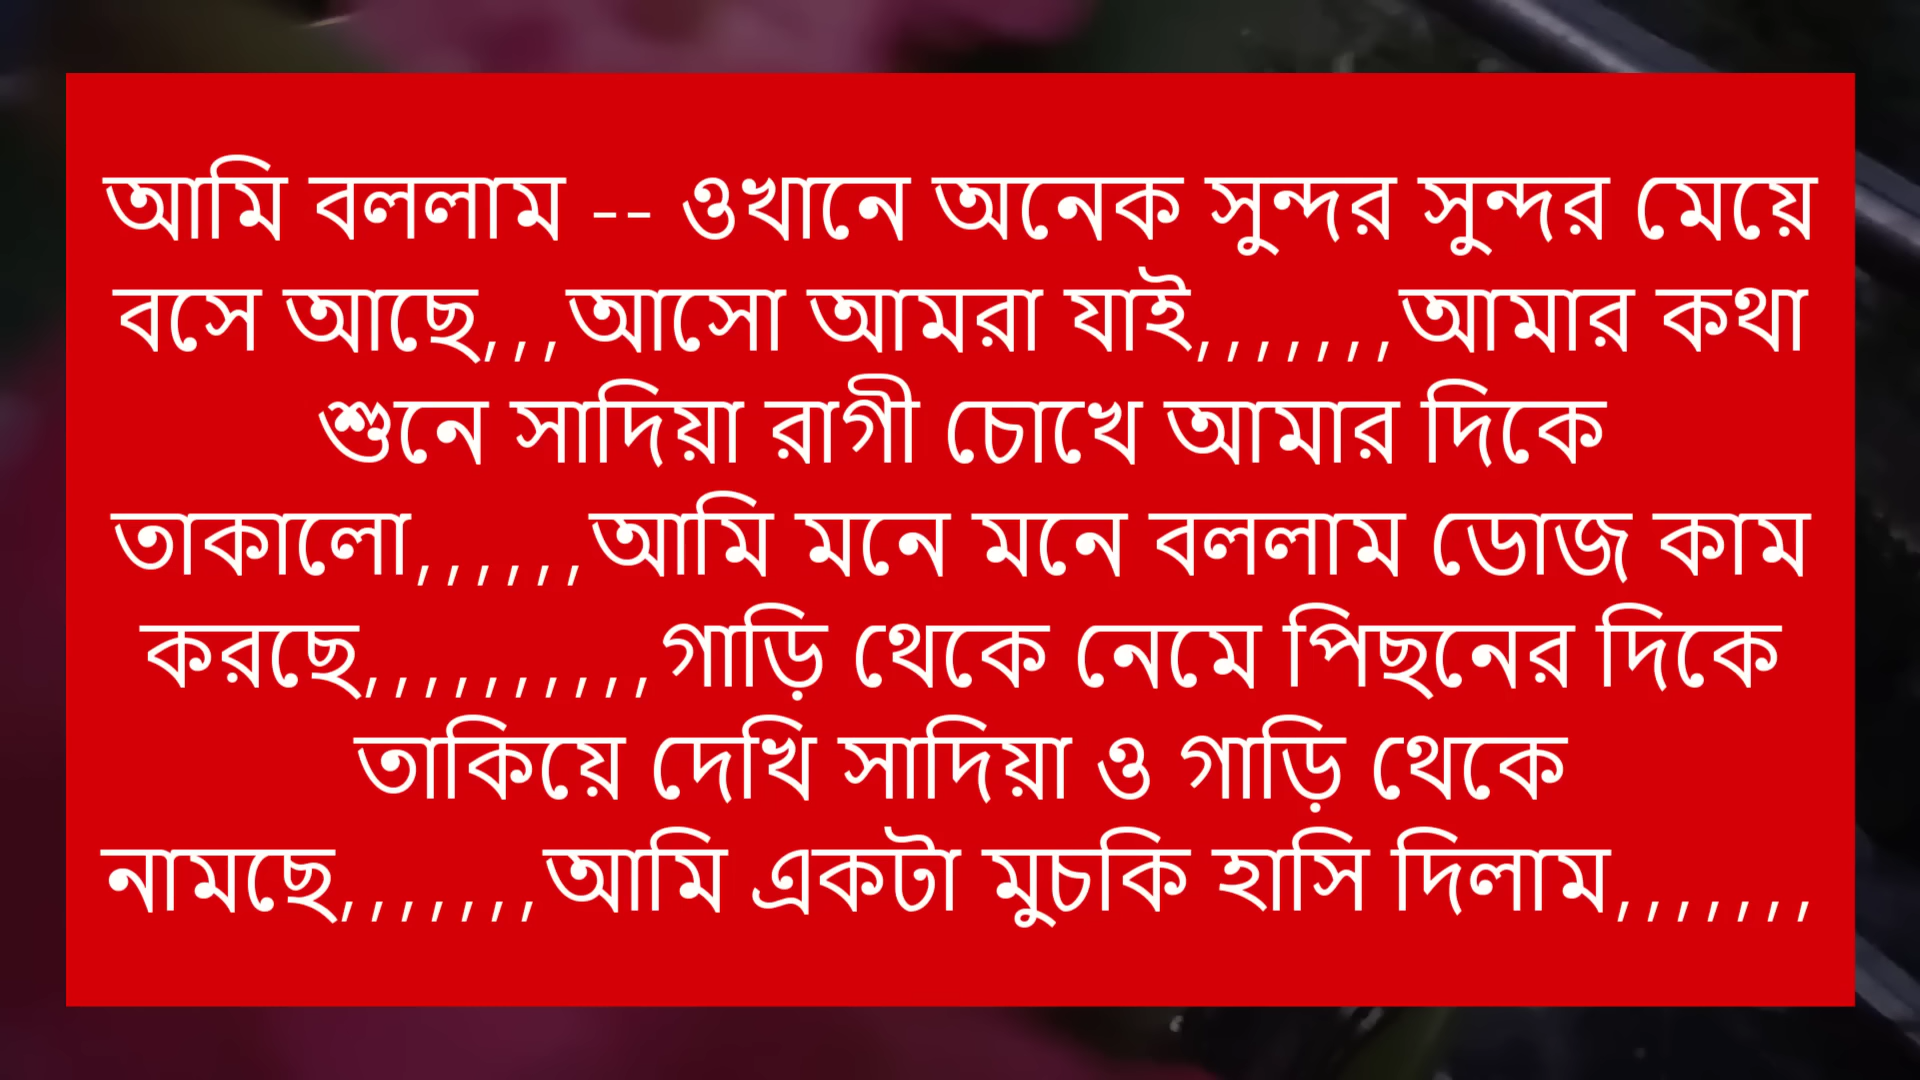 আমি বললাম -- ওখানে অনেক সুন্দর সুন্দর মেয়ে
বসে আছে,,,আসো আমরা যাই,,,,,,,আমার কথা
শুনে সাদিয়া রাগী চোখে আমার দিকে
তাকালো,,,,,,আমি মনে মনে বললাম ডোজ কাম
করছে,,,,,,,,,,গাড়ি থেকে নেমে পিছনের দিকে
তাকিয়ে দেখি সাদিয়া ও গাড়ি থেকে
নামছে,,,,,,,আমি একটা মুচকি হাসি দিলাম,,,,,,,